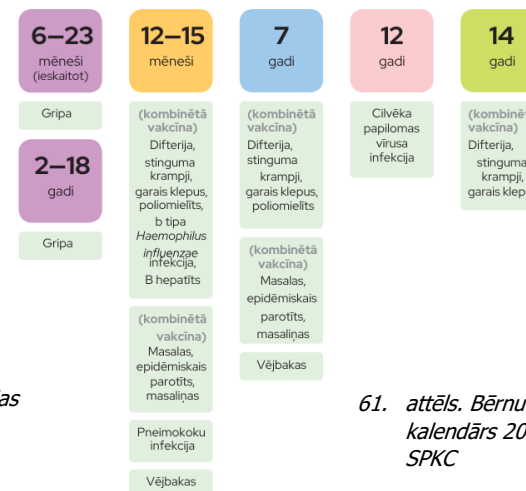 6–23
mēneši
(ieskaitot)
Gripa
2–18
gadi
Gripa
12–15
mēneši
(kombinētā
vakcīna)
Difterija,
stinguma
krampji,
garais klepus,
poliomielīts,
b tipa
Haemophilus
influenzae
infekcija,
B hepatīts
(kombinētā
vakcīna)
Masalas,
epidēmiskais
parotīts,
masaliņas
Pneimokoku
infekcija
Vējbakas
7
gadi
(kombinētā
vakcīna)
Difterija,
stinguma
krampji,
garais klepus,
poliomielīts
(kombinētā
vakcīna)
Masalas,
epidēmiskais
parotīts,
masaliņas
Vējbakas
12
gadi
Cilvēka
papilomas
vīrusa
infekcija
14
gadi
vakcīna)
Difterija,
stinguma
krampji,
garais
61. attēls. Bērnu
kalendārs
SPKC